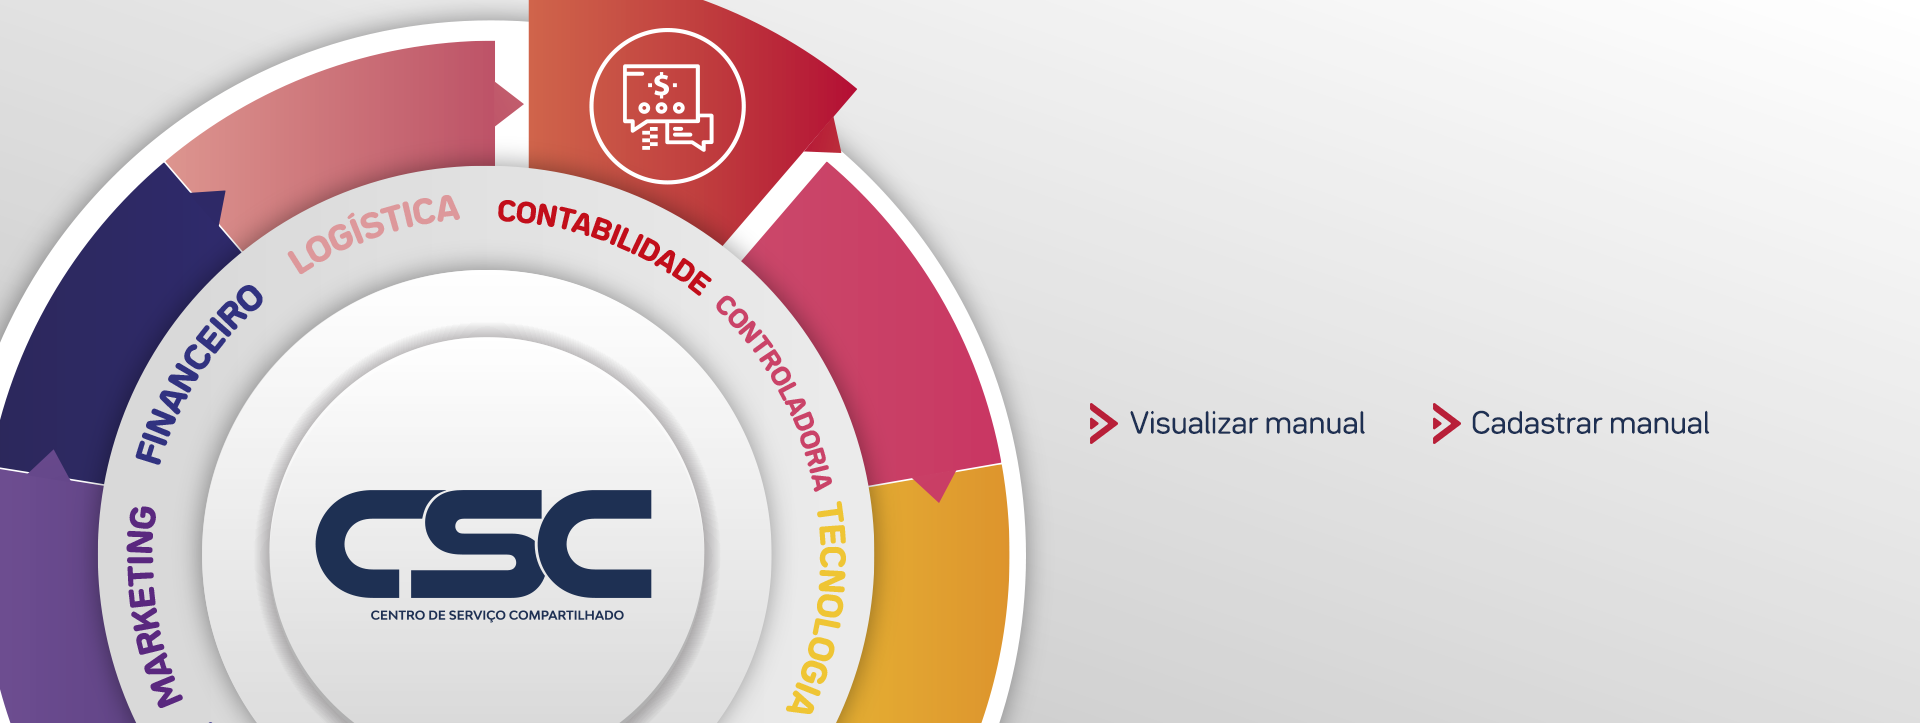 LOGÍSTICA
CONTABILIDADE
FINANCEIRO
CONTROLADORIA
Visualizar manual
Cadastrar manual
MARKETING
TECNOLOGIA
CSC
CENTRO DE SERVIÇO COMPARTILHADO
$